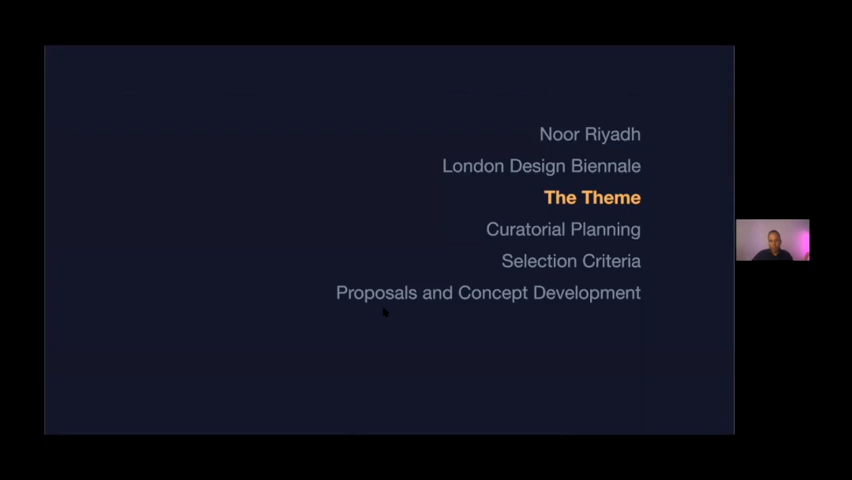 Noor Riyadh
London Design Biennale
The Theme
Curatorial Planning
Selection Criteria
Proposals and Concept Development